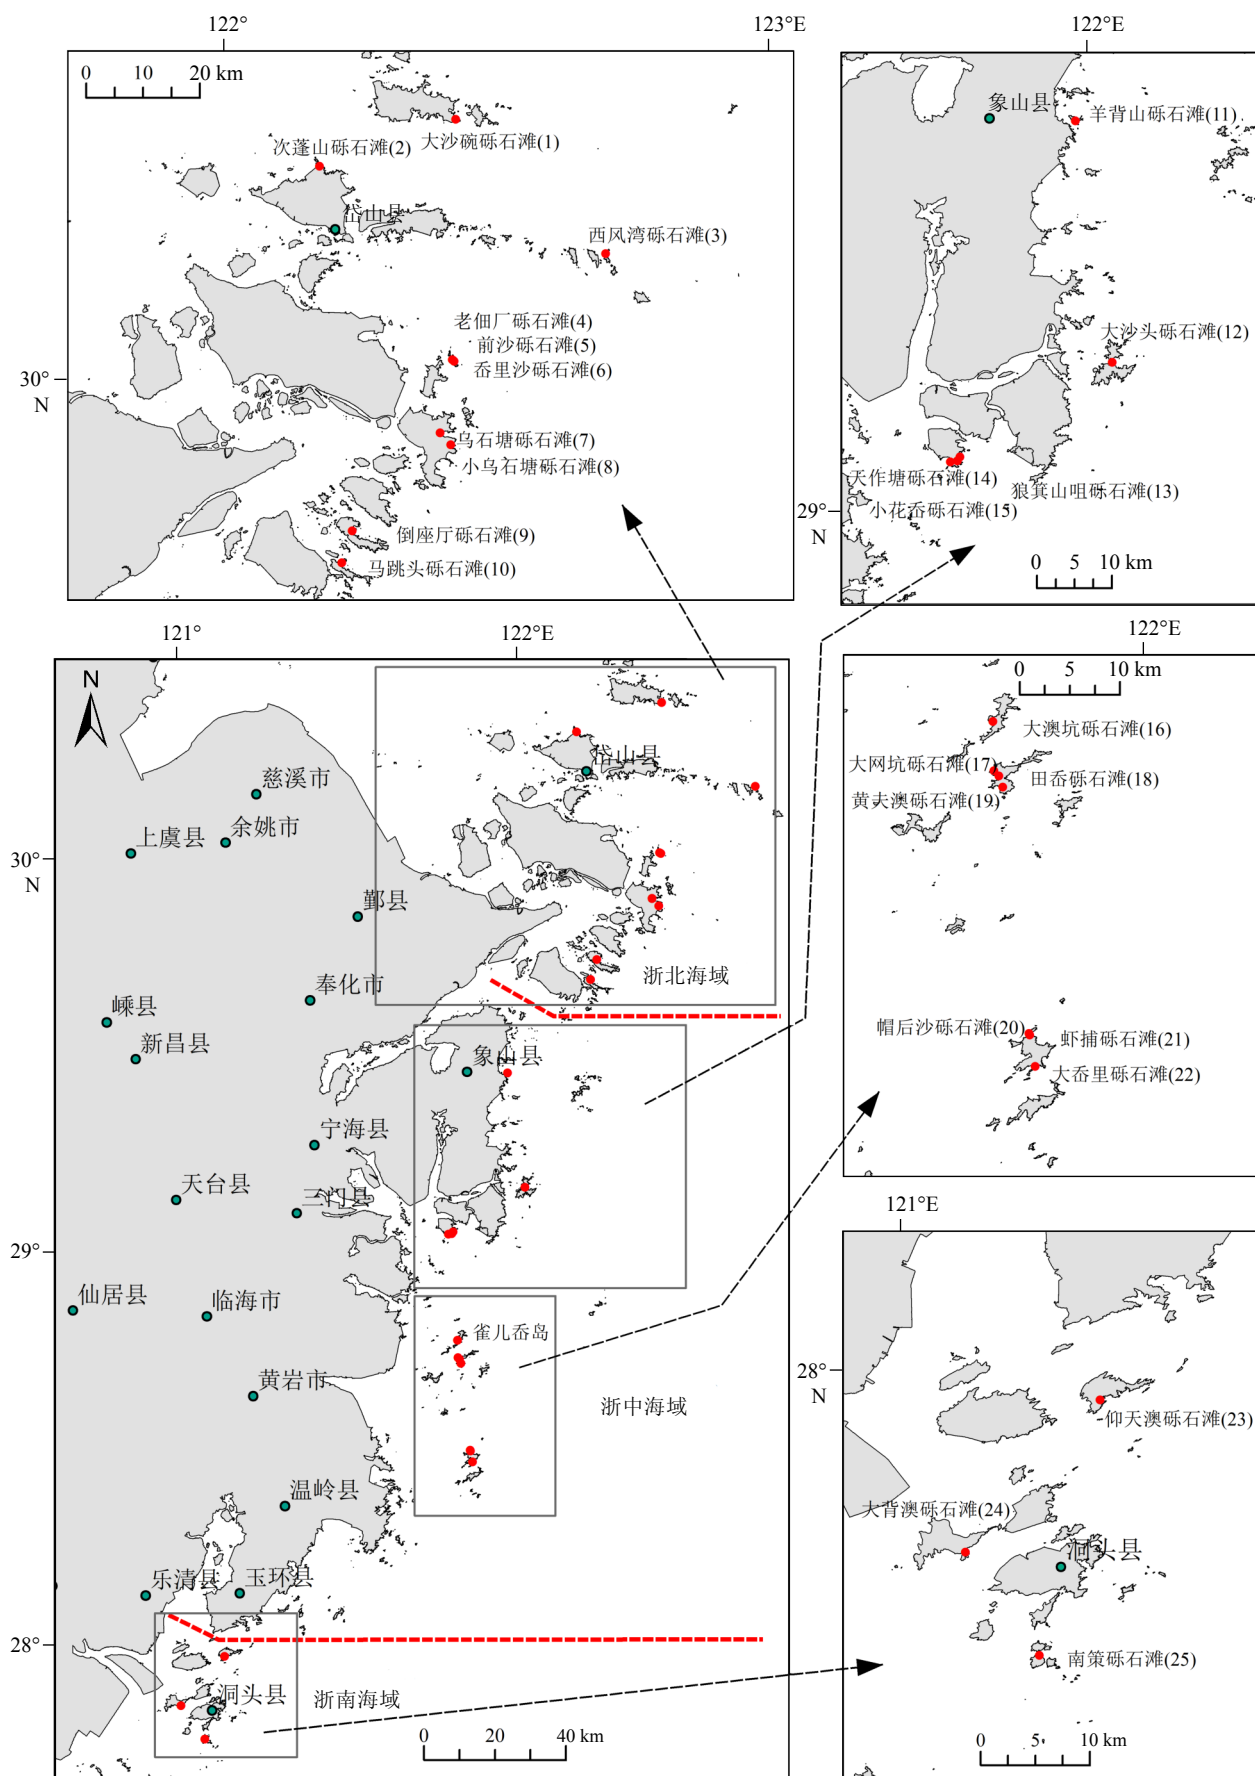 122°
123°E
0 10 20 km
大沙碗砾石滩(1)
次蓬山砾石滩(2)
岱山县
西风湾砾石滩(3)
老佃厂砾石滩(4)
前沙砾石滩(5)
岙里沙砾石滩(6)
30°
N
乌石塘砾石滩(7)
小乌石塘砾石滩(8)
倒座厅砾石滩(9)
马跳头砾石滩(10)
122°E
象山县
羊背山砾石滩(11)
大沙头砾石滩(12)
天作塘砾石滩(14)
狼箕山咀砾石滩(13)
小花岙砾石滩(15)
29°
N
0 5 10 km
121°
122°E
N
岱山县
慈溪市
余姚市
上虞县
30°
N
鄞县
浙北海域
奉化市
嵊县
新昌县
象山县
宁海县
天台县
三门县
29°
仙居县
临海市
雀儿岙岛
黄岩市
浙中海域
温岭县
乐清县
玉环县
28°
洞头县
浙南海域
0 20 40 km
122°E
0 5 10 km
大澳坑砾石滩(16)
大网坑砾石滩(17)
田岙砾石滩(18)
黄夫澳砾石滩(19)
帽后沙砾石滩(20)
虾捕砾石滩(21)
大岙里砾石滩(22)
121°E
28°
N
仰天澳砾石滩(23)
大背澳砾石滩(24)
洞头县
南策砾石滩(25)
0 5 10 km